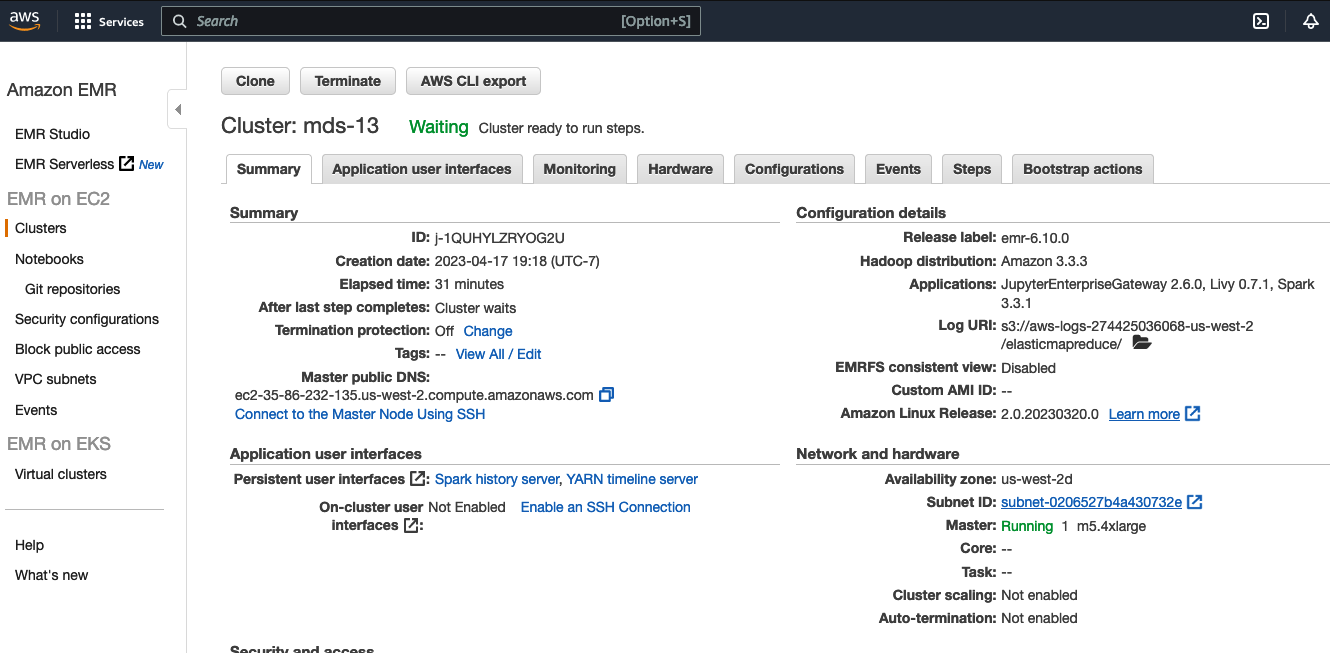 aws
Services
Search
[Option+S]
Amazon EMR
EMR Studio
EMR Serverless New
EMR on EC2
Clusters
Notebooks
Git repositories
Security configurations
Block public access
VPC subnets
Events
EMR on EKS
Virtual clusters
Help
What's new
Clone
Terminate
AWS CLI export
Cluster: mds-13 Waiting Cluster ready to run steps.
Summary
Application user interfaces
Monitoring
Hardware
Configurations
Events
Steps
Bootstrap actions
Summary
ID: j-1QUHYLZRYOG2U
Creation date: 2023-04-17 19:18 (UTC-7)
Elapsed time: 31 minutes
After last step completes: Cluster waits
Termination protection: Off Change
Tags: -- View All / Edit
Master public DNS:
ec2-35-86-232-135.us-west-2.compute.amazonaws.com
Connect to the Master Node Using SSH
Configuration details
Release label: emr-6.10.0
Hadoop distribution: Amazon 3.3.3
Applications: JupyterEnterpriseGateway 2.6.0, Livy 0.7.1, Spark
3.3.1
Log URI: s3://aws-logs-274425036068-us-west-2
/elasticmapreduce/
EMRFS consistent view: Disabled
Custom AMI ID: --
Amazon Linux Release: 2.0.20230320.0 Learn more
Application user interfaces
Persistent user interfaces : Spark history server, YARN timeline server
On-cluster user Not Enabled Enable an SSH Connection
interfaces :
Network and hardware
Availability zone: us-west-2d
Subnet ID: subnet-0206527b4a430732e
Master: Running 1 m5.4xlarge
Core: --
Task: --
Cluster scaling: Not enabled
Auto-termination: Not enabled
Security and access